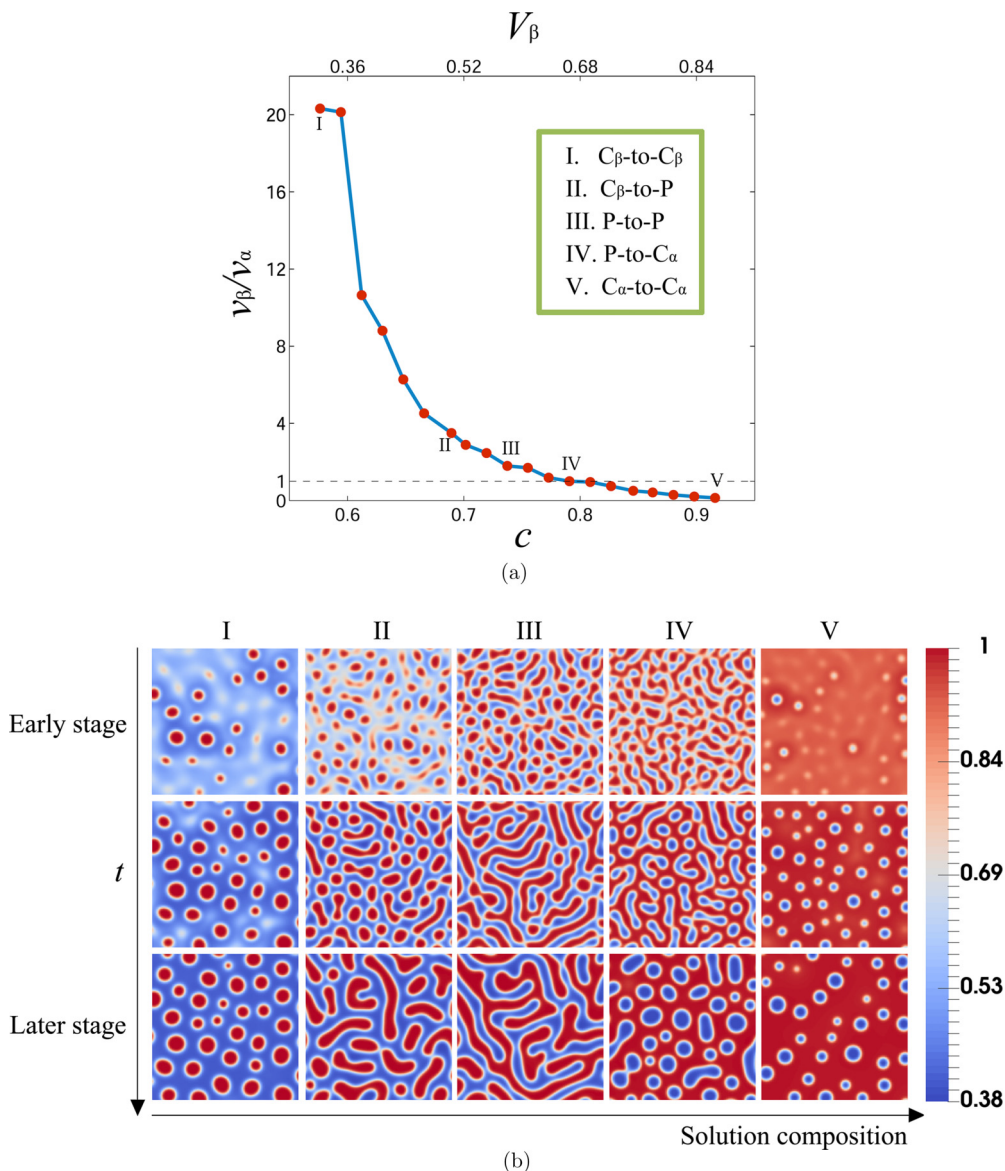 Vβ
0.36 0.52 0.68 0.84
20
16
12
8
4
1
0
vβ/vα
I
II
III
IV
V
I. Cβ-to-Cβ
II. Cβ-to-P
III. P-to-P
IV. P-to-Cα
V. Cα-to-Cα
0.6 0.7 0.8 0.9
c
(a)
I II III IV V
Early stage
t
Later stage
1
0.84
0.69
0.53
0.38
Solution composition
(b)